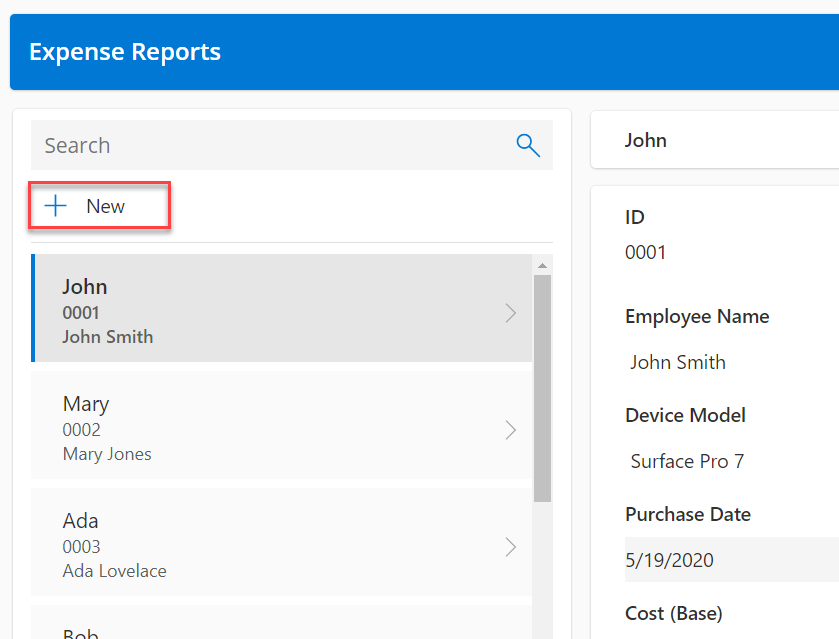 Expense Reports
Search
New
John
0001
John Smith
Mary
0002
Mary Jones
Ada
0003
Ada Lovelace
Bob
John
ID
0001
Employee Name
John Smith
Device Model
Surface Pro 7
Purchase Date
5/19/2020
Cost (Base)